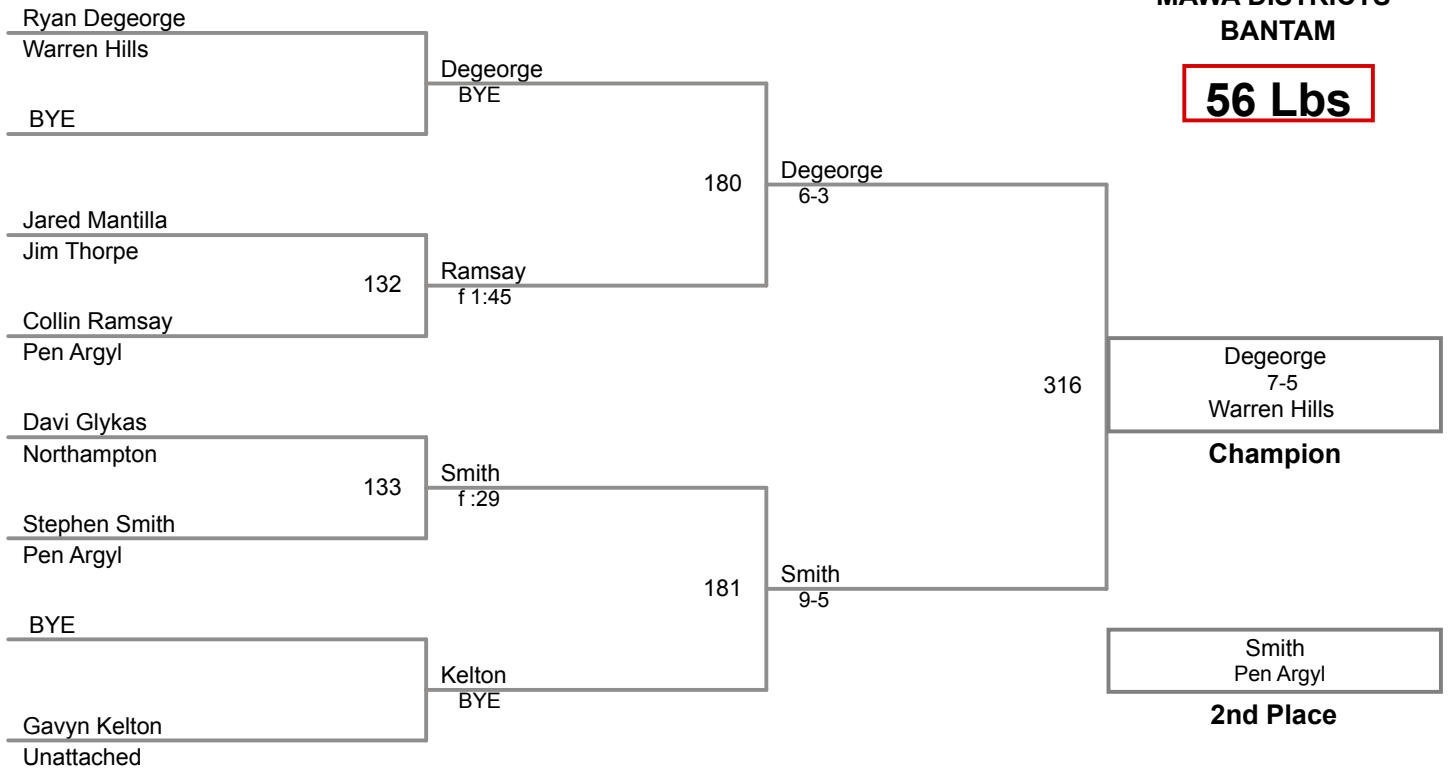 MAWA DISTRICTS
BANTAM
56 Lbs
Ryan Degeorge
Warren Hills
BYE
Jared Mantilla
Jim Thorpe
Collin Ramsay
Pen Argyl
Davi Glykas
Northampton
Stephen Smith
Pen Argyl
BYE
Gavyn Kelton
Unattached
132
133
Degeorge
BYE
Ramsay
f 1:45
Smith
f :29
Kelton
BYE
180
181
Degeorge
6-3
Smith
9-5
316
Degeorge
7-5
Warren Hills
Champion
Smith
Pen Argyl
2nd Place